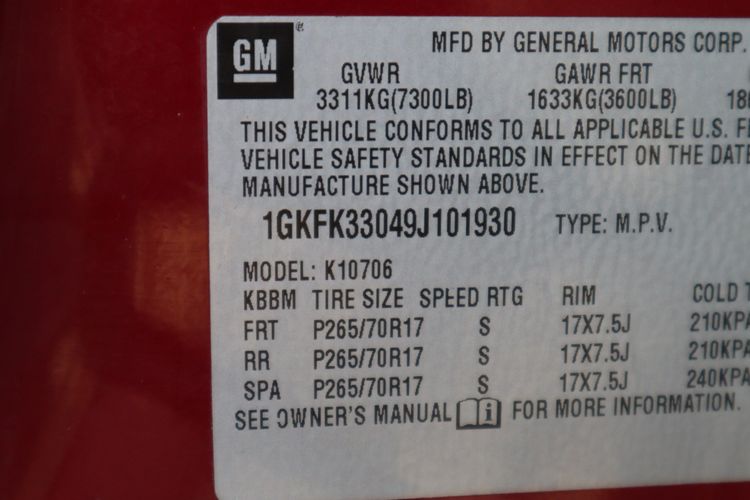 GM ®
MFD BY GENERAL MOTORS CORP.
GVWR GAWR FRT
3311KG(7300LB) 1633KG(3600LB)
THIS VEHICLE CONFORMS TO ALL APPLICABLE U.S.
VEHICLE SAFETY STANDARDS IN EFFECT ON THE DATE
MANUFACTURE SHOWN ABOVE.
1GKFK33049J101930 TYPE: M.P.V.
MODEL: K10706
KBBM TIRE SIZE SPEED RTG RIM COLD
FRT P265/70R17 S 17X7.5J 210KPA
RR P265/70R17 S 17X7.5J 210KPA
SPA P265/70R17 S 17X7.5J 240KPA
SEE OWNER'S MANUAL i FOR MORE INFORMATION.